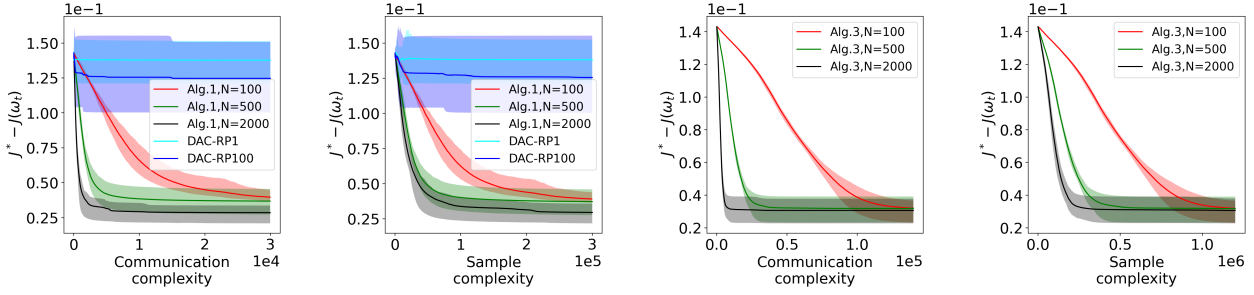 1e−1
J* − J(ωt)
1.50
1.25
1.00
0.75
0.50
0.25
Alg.1,N=100
Alg.1,N=500
Alg.1,N=2000
DAC-RP1
DAC-RP100
0 1 2 3
Communication
complexity
1e4
1e−1
J* − J(ωt)
1.50
1.25
1.00
0.75
0.50
0.25
Alg.1,N=100
Alg.1,N=500
Alg.1,N=2000
DAC-RP1
DAC-RP100
0 1 2 3
Sample
complexity
1e5
1e−1
J* − J(ωt)
1.4
1.2
1.0
0.8
0.6
0.4
0.2
Alg.3,N=100
Alg.3,N=500
Alg.3,N=2000
0.0 0.5 1.0
Communication
complexity
1e5
1e−1
J* − J(ωt)
1.4
1.2
1.0
0.8
0.6
0.4
0.2
Alg.3,N=100
Alg.3,N=500
Alg.3,N=2000
0.0 0.5 1.0
Sample
complexity
1e6